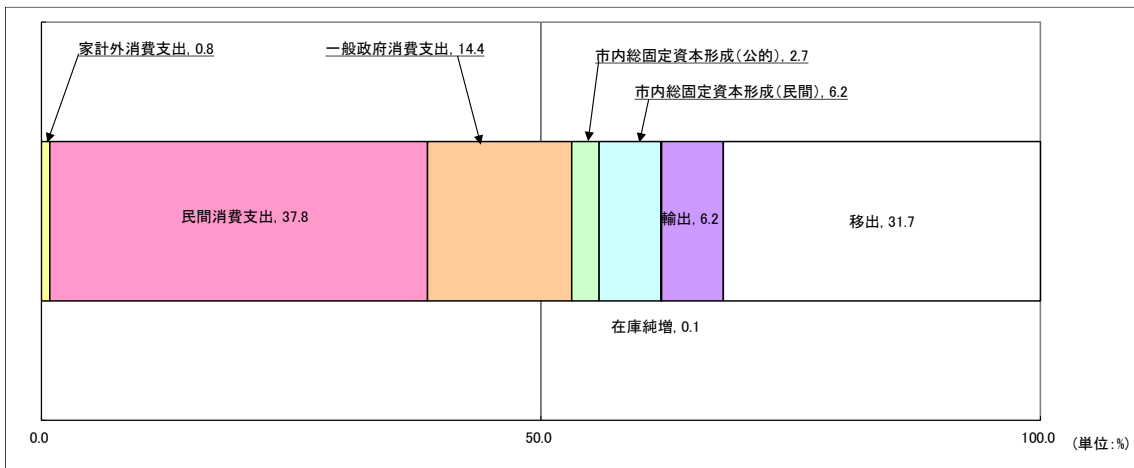 家計外消費支出, 0.8
一般政府消費支出, 14.4
市内総固定資本形成(公的), 2.7
市内総固定資本形成(民間), 6.2
民間消費支出, 37.8
輸出, 6.2
移出, 31.7
在庫純増, 0.1
0.0
50.0
100.0
(単位:%)